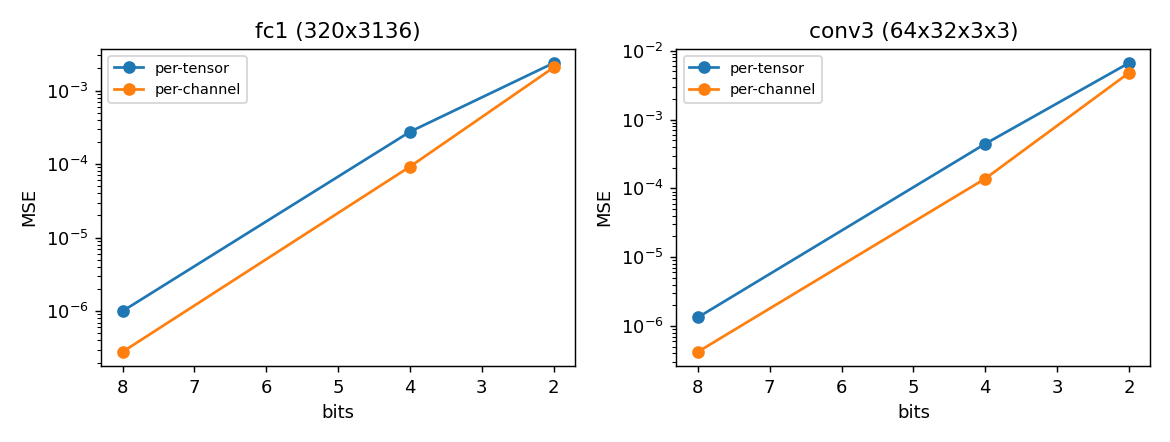 fc1 (320x3136)
per-tensor
per-channel
MSE
10⁻³
10⁻⁴
10⁻⁵
10⁻⁶
8 7 6 5 4 3 2
bits
conv3 (64x32x3x3)
per-tensor
per-channel
MSE
10⁻²
10⁻³
10⁻⁴
10⁻⁵
10⁻⁶
8 7 6 5 4 3 2
bits